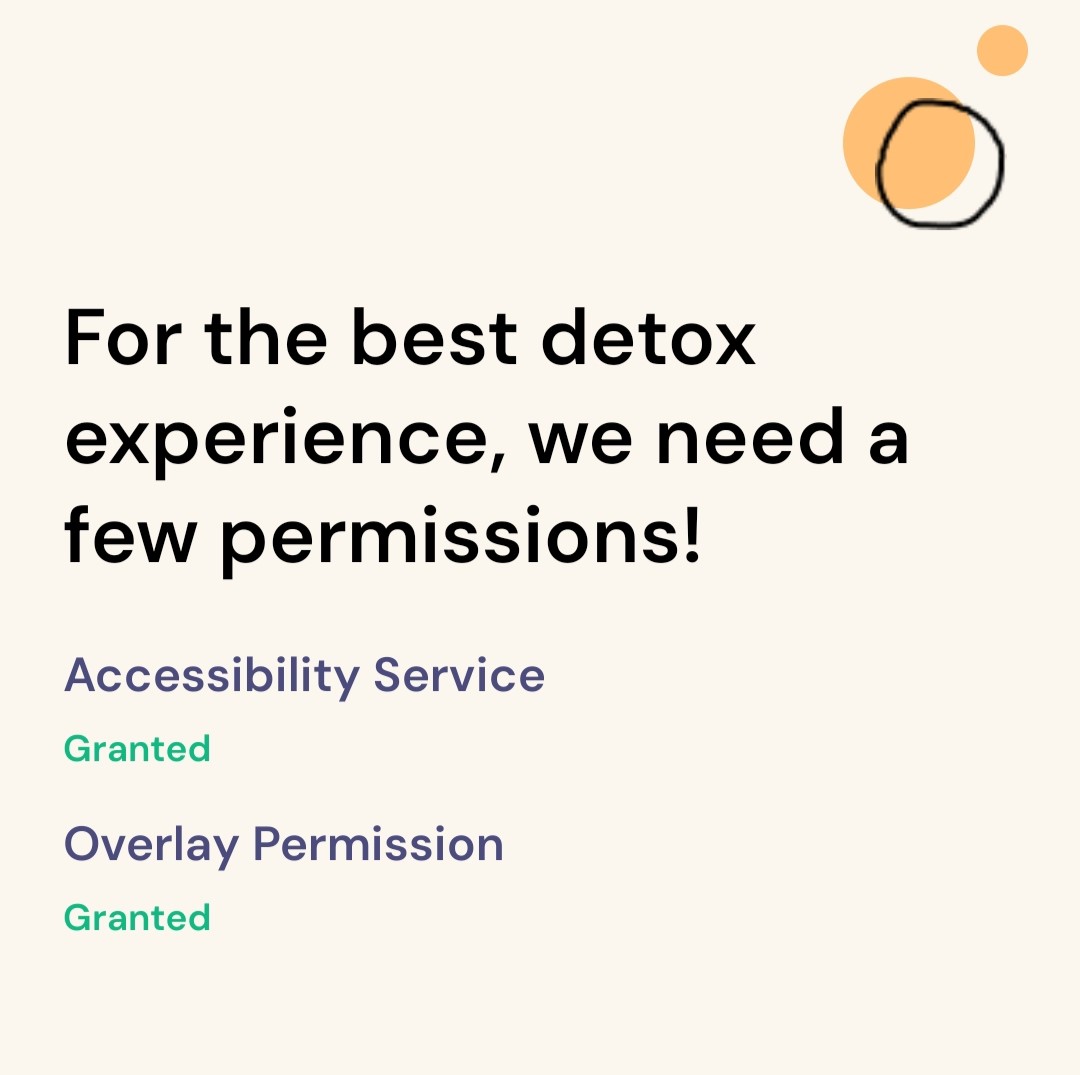 For the best detox
experience, we need a
few permissions!
Accessibility Service
Granted
Overlay Permission
Granted